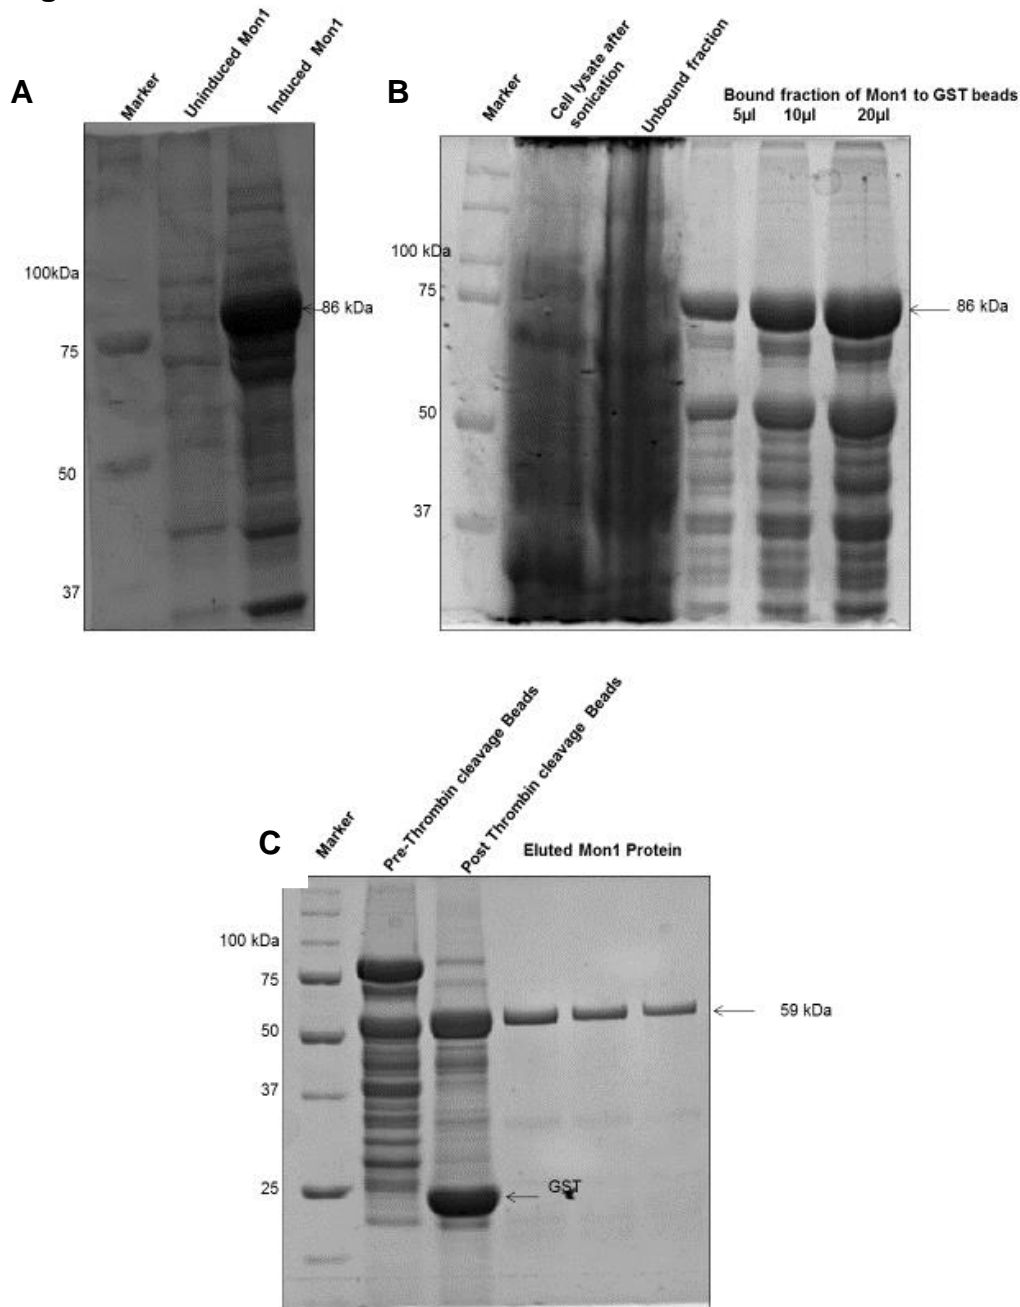 A
Marker
Uninduced Mon1
Induced Mon1
100kDa
86 kDa
75
50
37
B
Marker
Cell lysate after
sonication
Unbound fraction
Bound fraction of Mon1 to GST beads
5µl 10µl 20µl
100 kDa
75
86 kDa
50
37
C
Marker
Pre-Thrombin cleavage Beads
Post Thrombin cleavage Beads
Eluted Mon1 Protein
100 kDa
75
59 kDa
50
37
25
GST